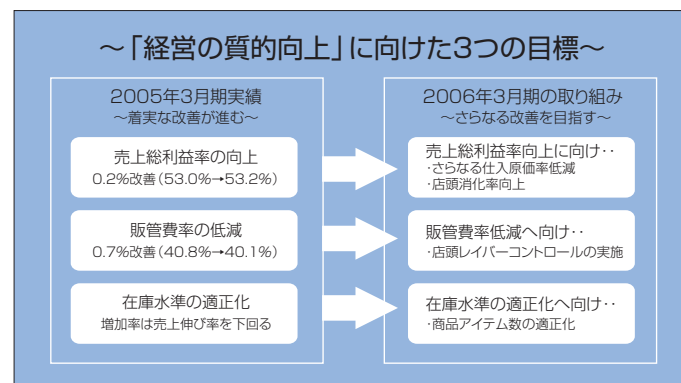 ～「経営の質的向上」に向けた3つの目標～
2005年3月期実績
～着実な改善が進む～
売上総利益率の向上
0.2%改善(53.0%→53.2%)
販管費率の低減
0.7%改善(40.8%→40.1%)
在庫水準の適正化
増加率は売上伸び率を下回る
2006年3月期の取り組み
～さらなる改善を目指す～
売上総利益率向上に向け‥
・さらなる仕入原価率低減
・店頭消化率向上
販管費率低減へ向け‥
・店頭レイバーコントロールの実施
在庫水準の適正化へ向け‥
・商品アイテム数の適正化